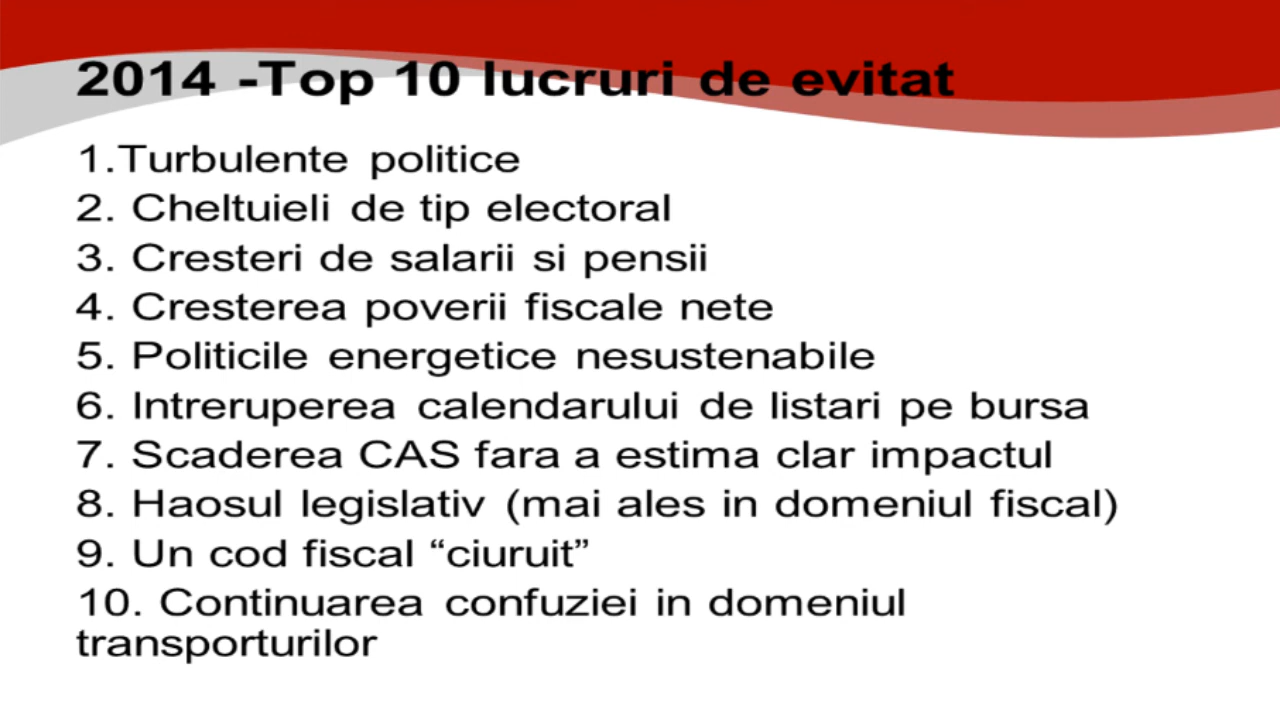 2014 -Top 10 lucruri de evitat
1.Turbulente politice
2. Cheltuieli de tip electoral
3. Cresteri de salarii si pensii
4. Cresterea poverii fiscale nete
5. Politicile energetice nesustenabile
6. Intreruperea calendarului de listari pe bursa
7. Scaderea CAS fara a estima clar impactul
8. Haosul legislativ (mai ales in domeniul fiscal)
9. Un cod fiscal “ciuruit”
10. Continuarea confuziei in domeniul
transporturilor